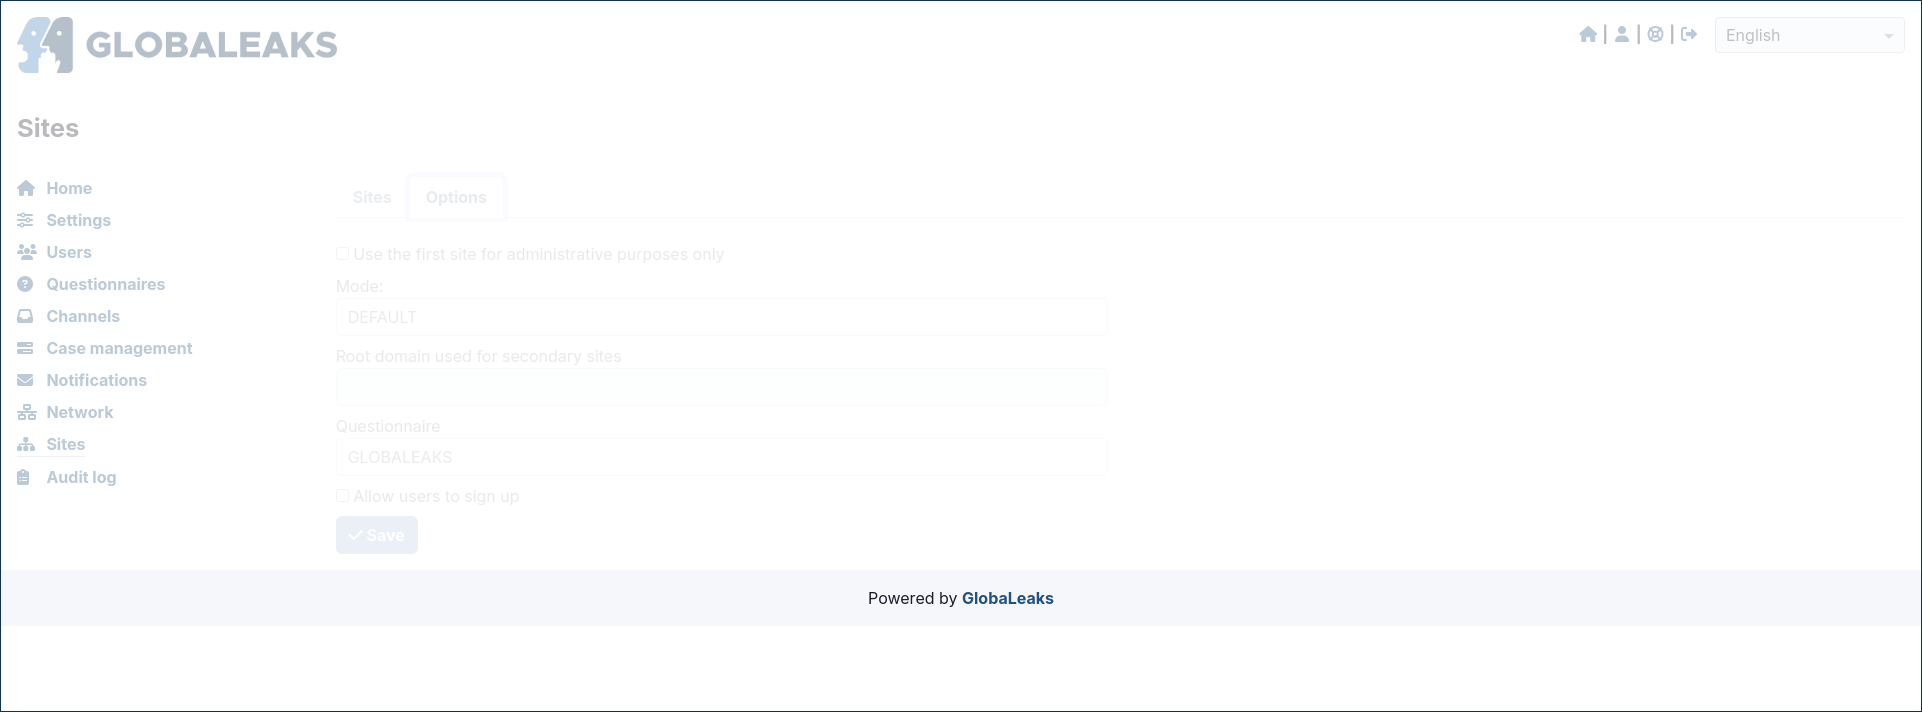 GLOBALEAKS
English
Sites
Home
Settings
Users
Questionnaires
Channels
Case management
Notifications
Network
Sites
Audit log
Sites Options
Use the first site for administrative purposes only
Mode:
DEFAULT
Root domain used for secondary sites
Questionnaire
GLOBALEAKS
Allow users to sign up
Save
Powered by GlobaLeaks